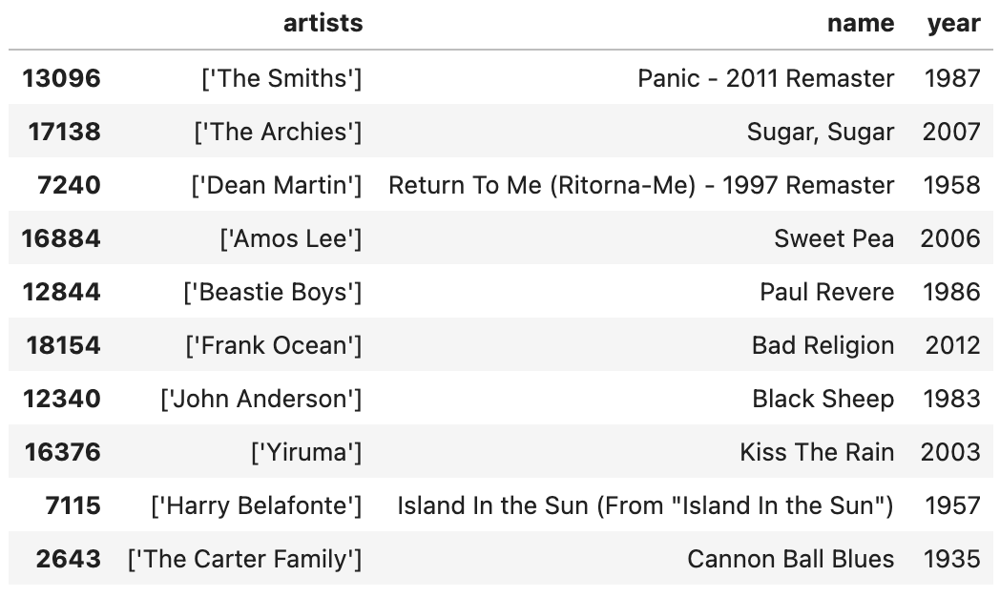 artists name year
13096 ['The Smiths'] Panic - 2011 Remaster 1987
17138 ['The Archies'] Sugar, Sugar 2007
7240 ['Dean Martin'] Return To Me (Ritorna-Me) - 1997 Remaster 1958
16884 ['Amos Lee'] Sweet Pea 2006
12844 ['Beastie Boys'] Paul Revere 1986
18154 ['Frank Ocean'] Bad Religion 2012
12340 ['John Anderson'] Black Sheep 1983
16376 ['Yiruma'] Kiss The Rain 2003
7115 ['Harry Belafonte'] Island In the Sun (From "Island In the Sun") 1957
2643 ['The Carter Family'] Cannon Ball Blues 1935